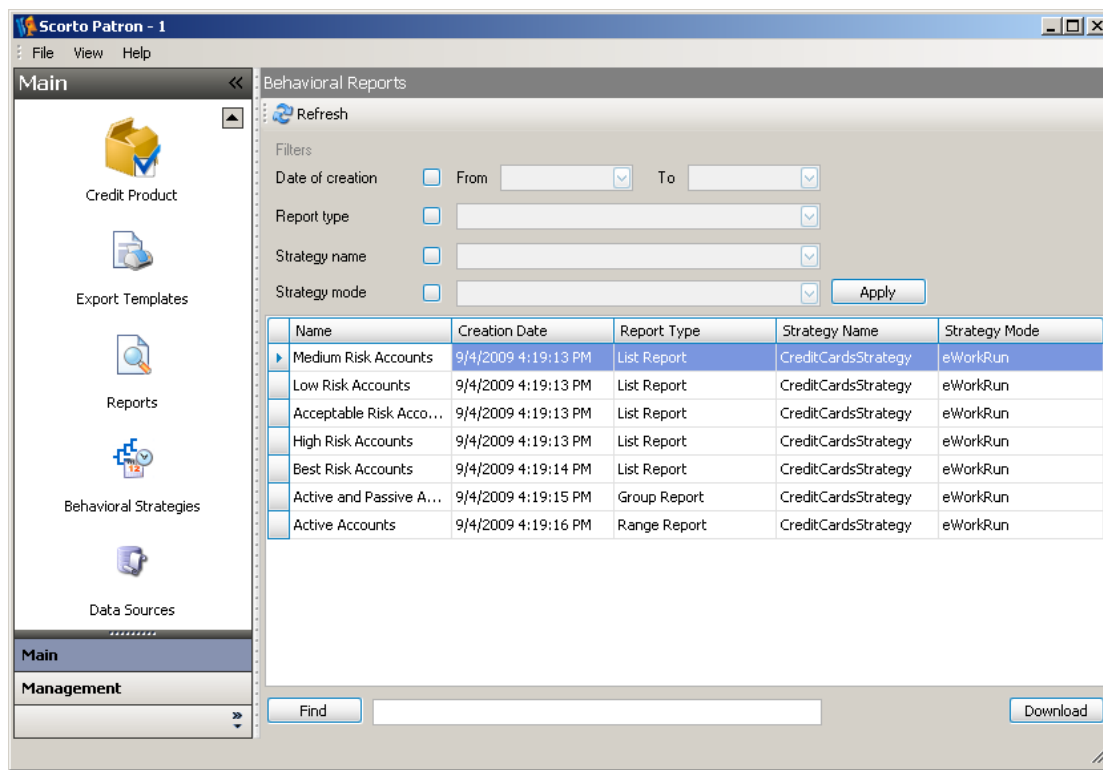 Scorto Patron - 1
File View Help
Main «
Behavioral Reports
Refresh
Credit Product
Export Templates
Reports
12
Behavioral Strategies
Data Sources
Main
Management
»
Filters
Date of creation From To
Report type
Strategy name
Strategy mode Apply
Name Creation Date Report Type Strategy Name Strategy Mode
Medium Risk Accounts 9/4/2009 4:19:13 PM List Report CreditCardsStrategy eWorkRun
Low Risk Accounts 9/4/2009 4:19:13 PM List Report CreditCardsStrategy eWorkRun
Acceptable Risk Acco... 9/4/2009 4:19:13 PM List Report CreditCardsStrategy eWorkRun
High Risk Accounts 9/4/2009 4:19:13 PM List Report CreditCardsStrategy eWorkRun
Best Risk Accounts 9/4/2009 4:19:14 PM List Report CreditCardsStrategy eWorkRun
Active and Passive A... 9/4/2009 4:19:15 PM Group Report CreditCardsStrategy eWorkRun
Active Accounts 9/4/2009 4:19:16 PM Range Report CreditCardsStrategy eWorkRun
Find Download